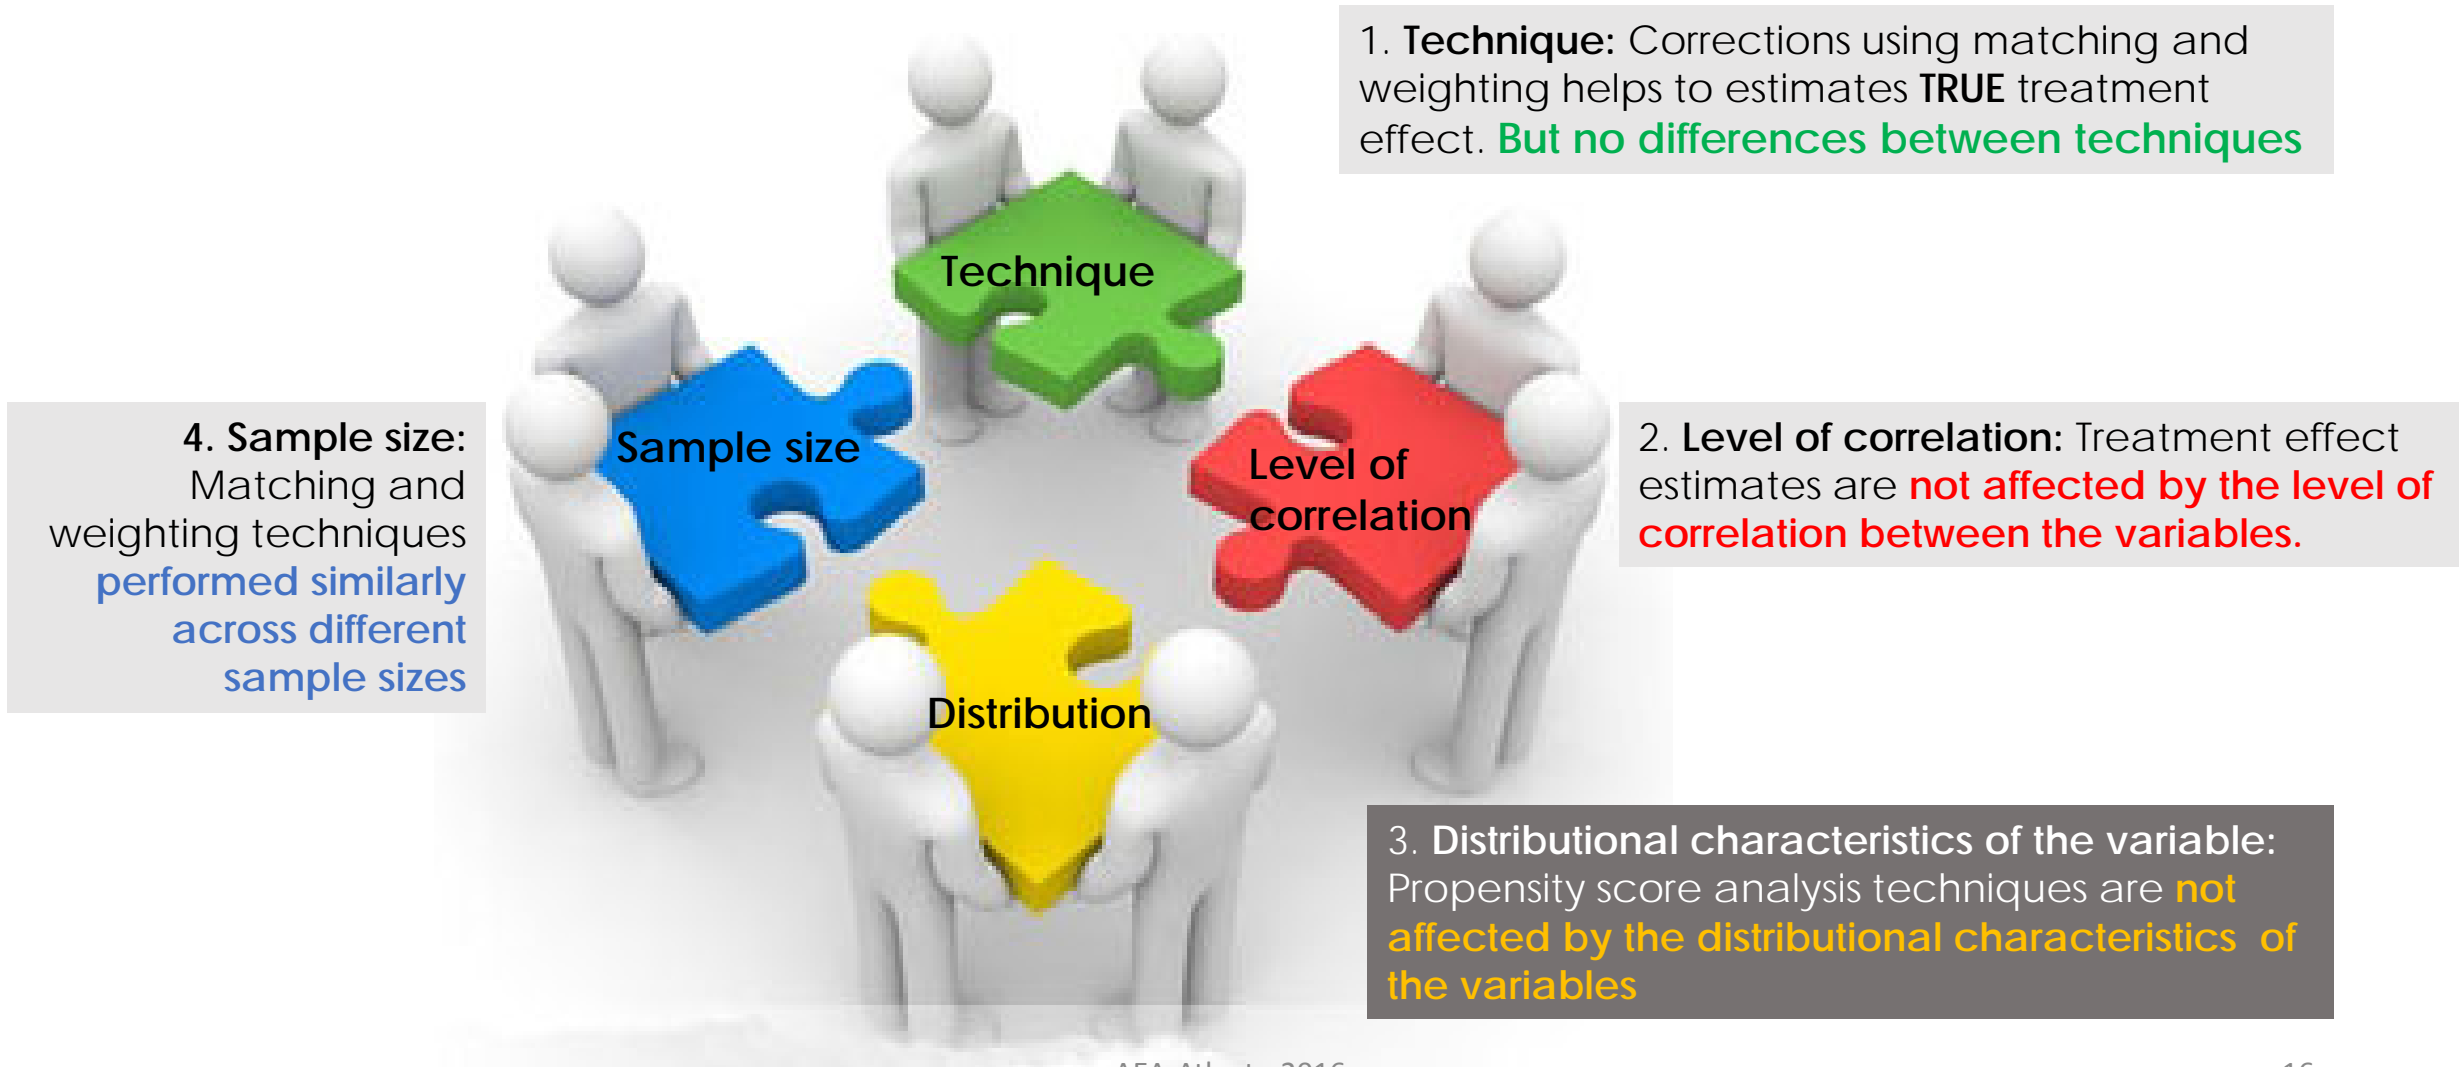 1. Technique: Corrections using matching and
weighting helps to estimates TRUE treatment
effect. But no differences between techniques
Technique
4. Sample size:
Matching and
weighting techniques
performed similarly
across different
sample sizes
Sample size
Level of
correlation
2. Level of correlation: Treatment effect
estimates are not affected by the level of
correlation between the variables.
Distribution
3. Distributional characteristics of the variable:
Propensity score analysis techniques are not
affected by the distributional characteristics of
the variables